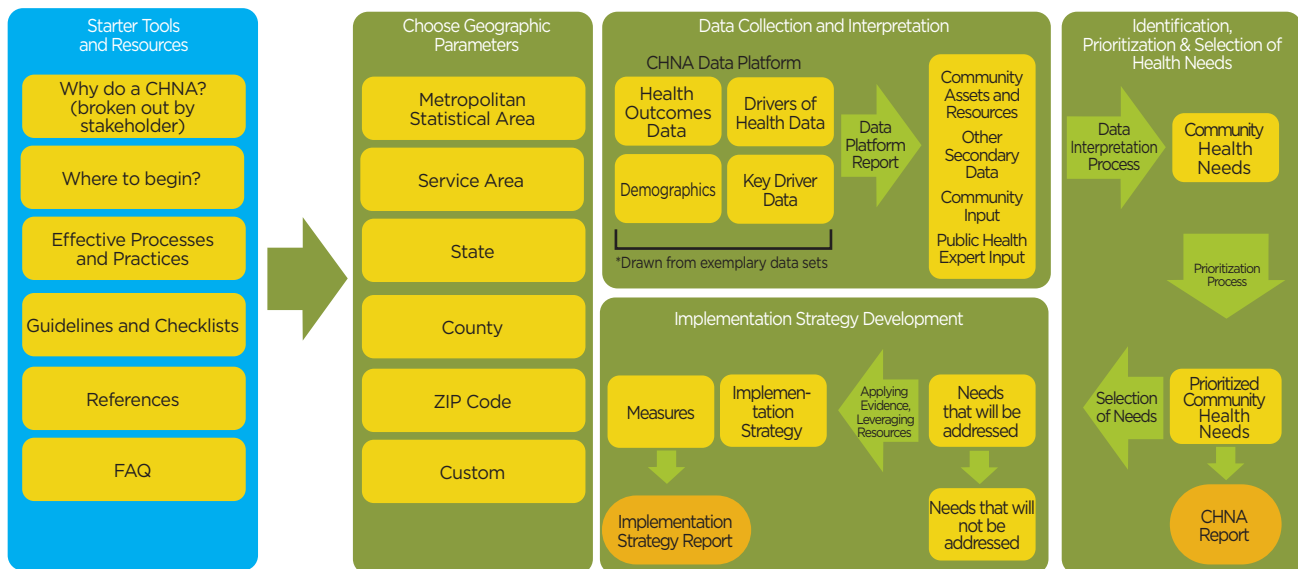 Starter Tools
and Resources
Why do a CHNA?
(broken out by
stakeholder)
Where to begin?
Effective Processes
and Practices
Guidelines and Checklists
References
FAQ
Choose Geographic
Parameters
Metropolitan
Statistical Area
Service Area
State
County
ZIP Code
Custom
Data Collection and Interpretation
CHNA Data Platform
Health
Outcomes
Data
Drivers of
Health Data
Demographics
Key Driver
Data
*Drawn from exemplary data sets
Data
Platform
Report
Community
Assets and
Resources
Other
Secondary
Data
Community
Input
Public Health
Expert Input
Identification,
Prioritization & Selection of
Health Needs
Data
Interpretation
Process
Community
Health
Needs
Prioritization
Process
Prioritized
Community
Health
Needs
Selection
of Needs
CHNA
Report
Implementation Strategy Development
Needs
that will be
addressed
Needs that will
not be
addressed
Applying
Evidence,
Leveraging
Resources
Implemen-
tation
Strategy
Measures
Implementation
Strategy Report